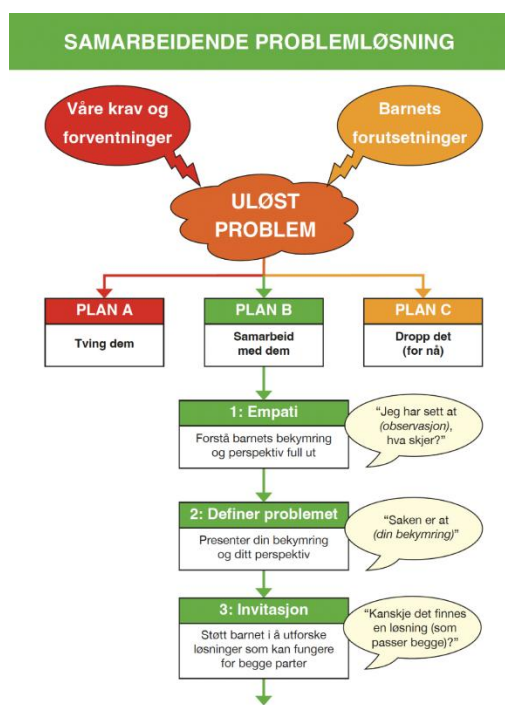 SAMARBEIDENDE PROBLEMLØSNING
Våre krav og
forventninger
Barnets
forutsetninger
ULØST
PROBLEM
PLAN A
Tving dem
PLAN B
Samarbeid
med dem
PLAN C
Dropp det
(for nå)
1: Empati
Forstå barnets bekymring
og perspektiv full ut
“Jeg har sett at
(observasjon),
hva skjer?”
2: Definer problemet
Presenter din bekymring
og ditt perspektiv
“Saken er at
(din bekymring)”
3: Invitasjon
Støtt barnet i å utforske
løsninger som kan fungere
for begge parter
“Kanskje det finnes
en løsning (som
passer begge)?”